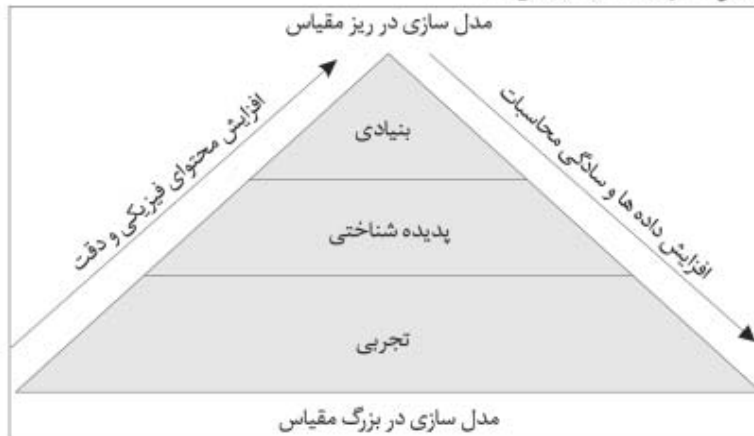 مدل سازی در ریز مقیاس
افزایش محتوای فیزیکی و دقت
افزایش داده ها و سادگی محاسبات
بنیادی
پدیده شناختی
تجربی
مدل سازی در بزرگ مقیاس